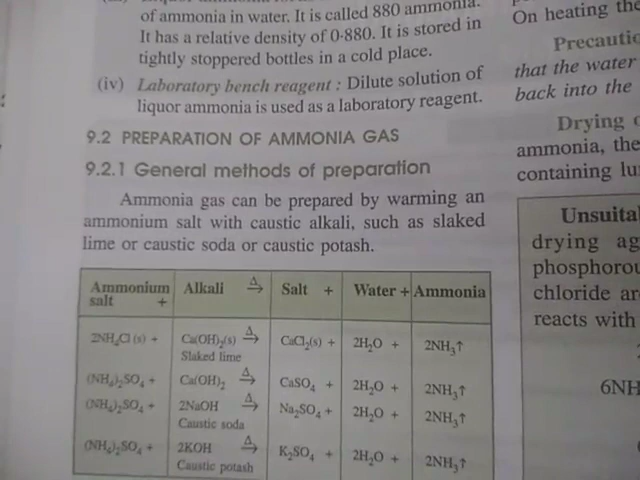 of ammonia in water. It is called 880 ammonia.
It has a relative density of 0·880. It is stored in
tightly stoppered bottles in a cold place.
(iv) Laboratory bench reagent : Dilute solution of
liquor ammonia is used as a laboratory reagent.
9.2 PREPARATION OF AMMONIA GAS
9.2.1 General methods of preparation
Ammonia gas can be prepared by warming an
ammonium salt with caustic alkali, such as slaked
lime or caustic soda or caustic potash.
Ammonium salt + Alkali Δ→ Salt + Water + Ammonia
2NH₄Cl (s) + Ca(OH)₂(s) Δ→ CaCl₂(s) + 2H₂O + 2NH₃↑
Slaked lime
(NH₄)₂SO₄ + Ca(OH)₂ Δ→ CaSO₄ + 2H₂O + 2NH₃↑
(NH₄)₂SO₄ + 2NaOH Δ→ Na₂SO₄ + 2H₂O + 2NH₃↑
Caustic soda
(NH₄)₂SO₄ + 2KOH Δ→ K₂SO₄ + 2H₂O + 2NH₃↑
Caustic potash
On heating the
Precautio
that the water
back into the
Drying o
ammonia, the
containing lu
Unsuita
drying ag
phosphorou
chloride ar
reacts with
6NH